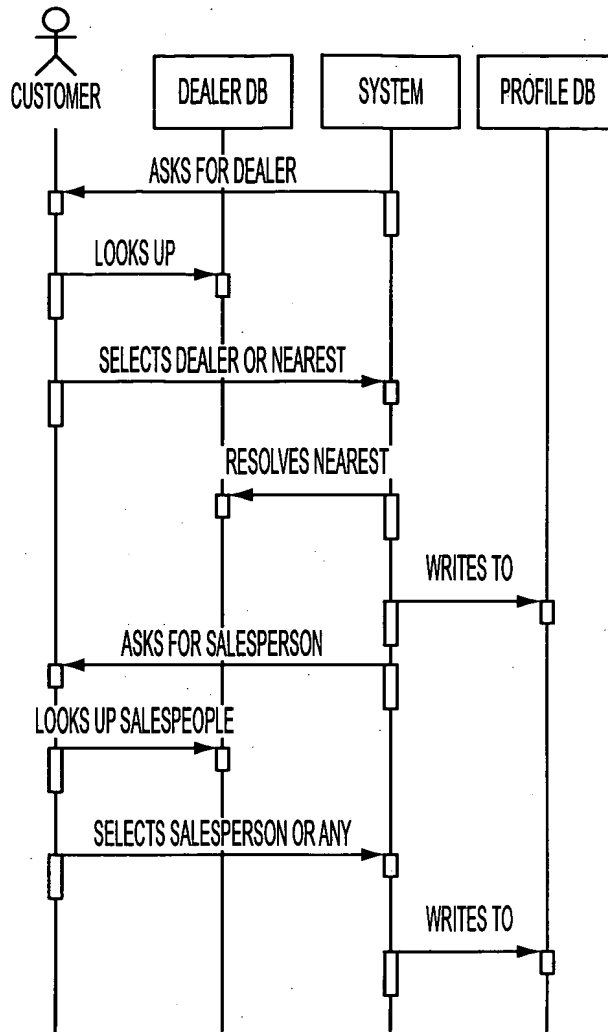 CUSTOMER
DEALER DB
SYSTEM
PROFILE DB
ASKS FOR DEALER
LOOKS UP
SELECTS DEALER OR NEAREST
RESOLVES NEAREST
WRITES TO
ASKS FOR SALESPERSON
LOOKS UP SALESPEOPLE
SELECTS SALESPERSON OR ANY
WRITES TO